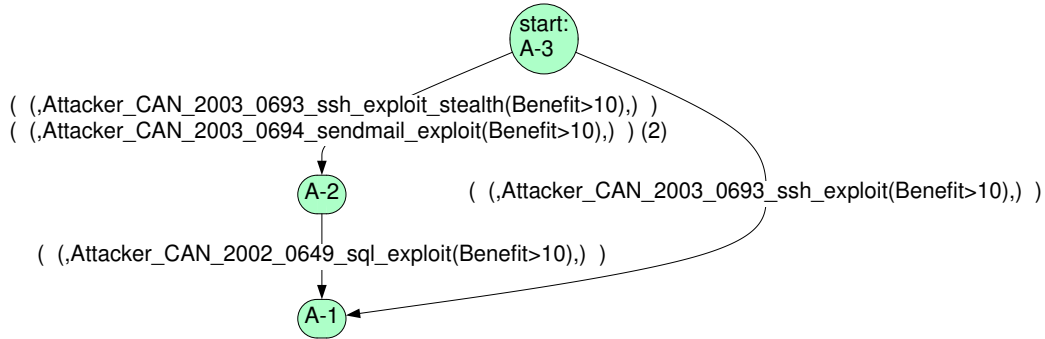 start:
A-3
( (,Attacker_CAN_2003_0693_ssh_exploit_stealth(Benefit>10),) )
( (,Attacker_CAN_2003_0694_sendmail_exploit(Benefit>10),) ) (2)
A-2
( (,Attacker_CAN_2003_0693_ssh_exploit(Benefit>10),) )
( (,Attacker_CAN_2002_0649_sql_exploit(Benefit>10),) )
A-1